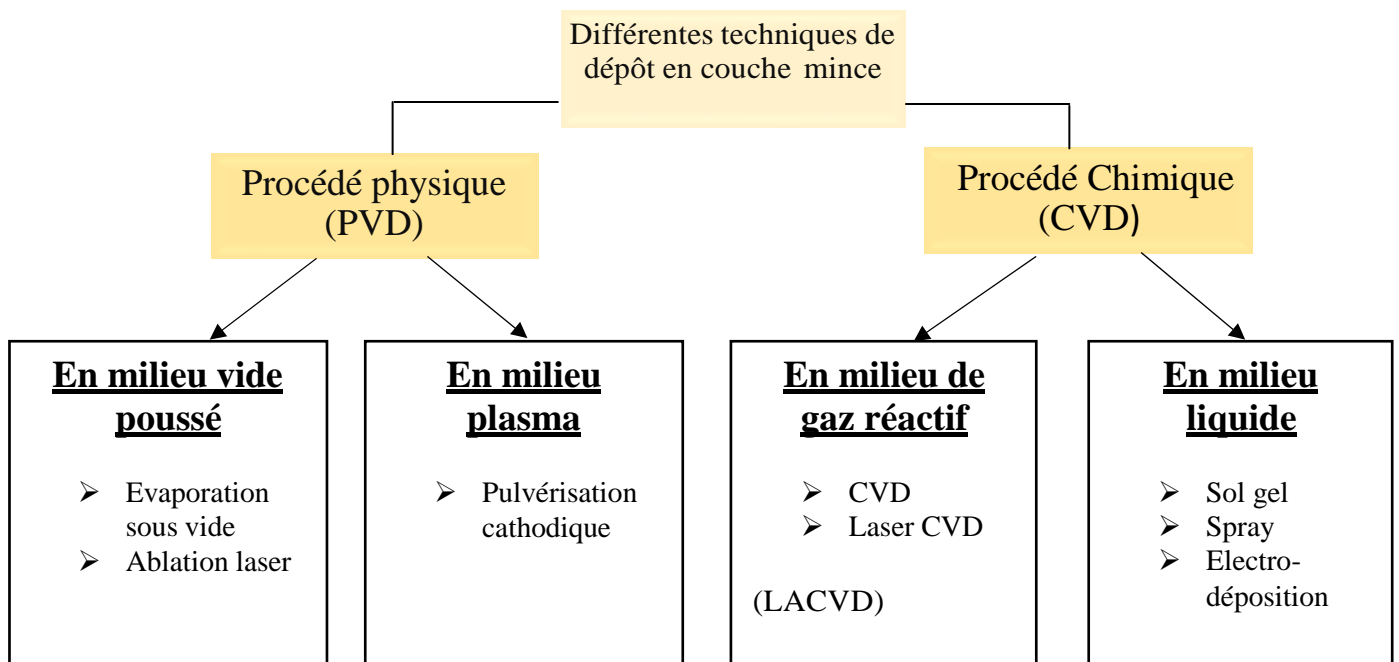 Différentes techniques de
dépôt en couche mince
Procédé physique
(PVD)
Procédé Chimique
(CVD)
En milieu vide
poussé
➢ Evaporation
sous vide
➢ Ablation laser
En milieu
plasma
➢ Pulvérisation
cathodique
En milieu de
gaz réactif
➢ CVD
➢ Laser CVD
(LACVD)
En milieu
liquide
➢ Sol gel
➢ Spray
➢ Electro-
déposition